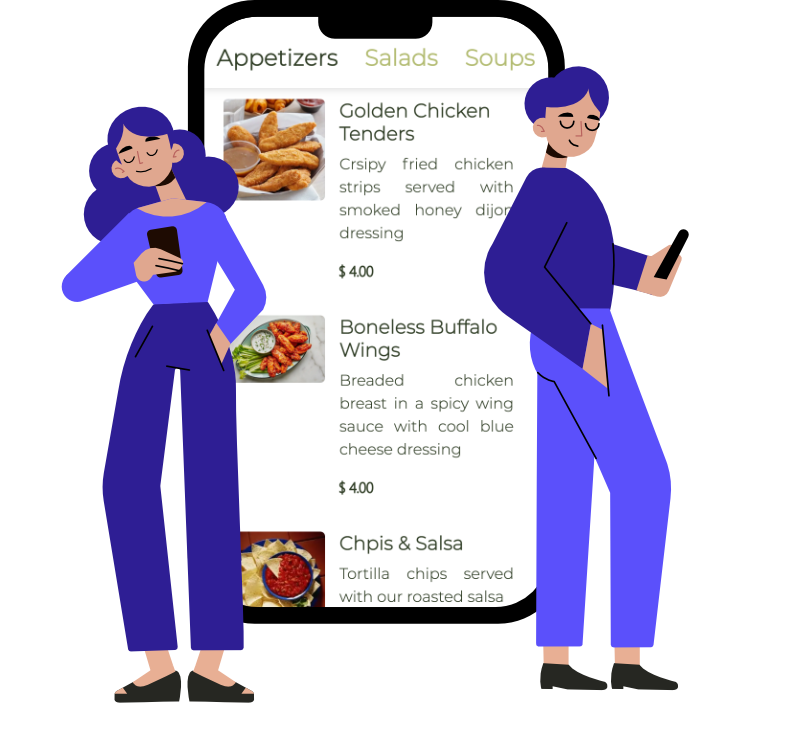 Appetizers Salads Soups
Golden Chicken
Tenders
Crsipy fried chicken
strips served with
smoked honey dijon
dressing
$ 4.00
Boneless Buffalo
Wings
Breaded chicken
breast in a spicy wing
sauce with cool blue
cheese dressing
$ 4.00
Chpis & Salsa
Tortilla chips served
with our roasted salsa